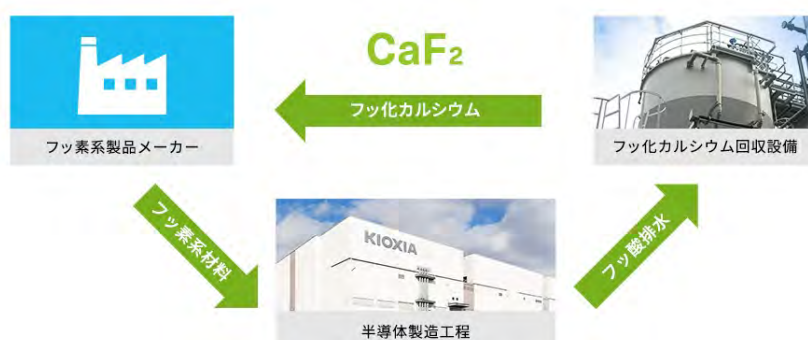 CaF2
フッ化カルシウム
フッ素系製品メーカー
フッ化カルシウム回収設備
フッ素系材料
KIOXIA
フッ酸排水
半導体製造工程